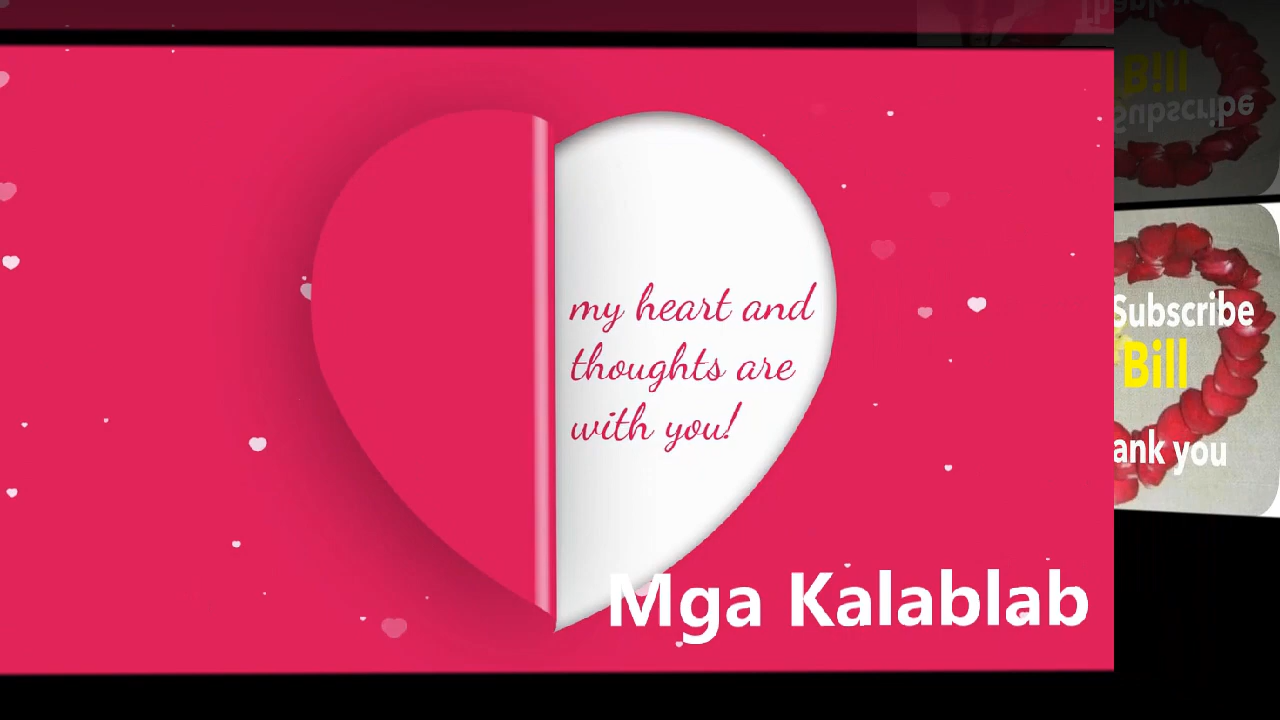 my heart and
thoughts are
with you!
Mga Kalablab
Subscribe
Bill
ank you